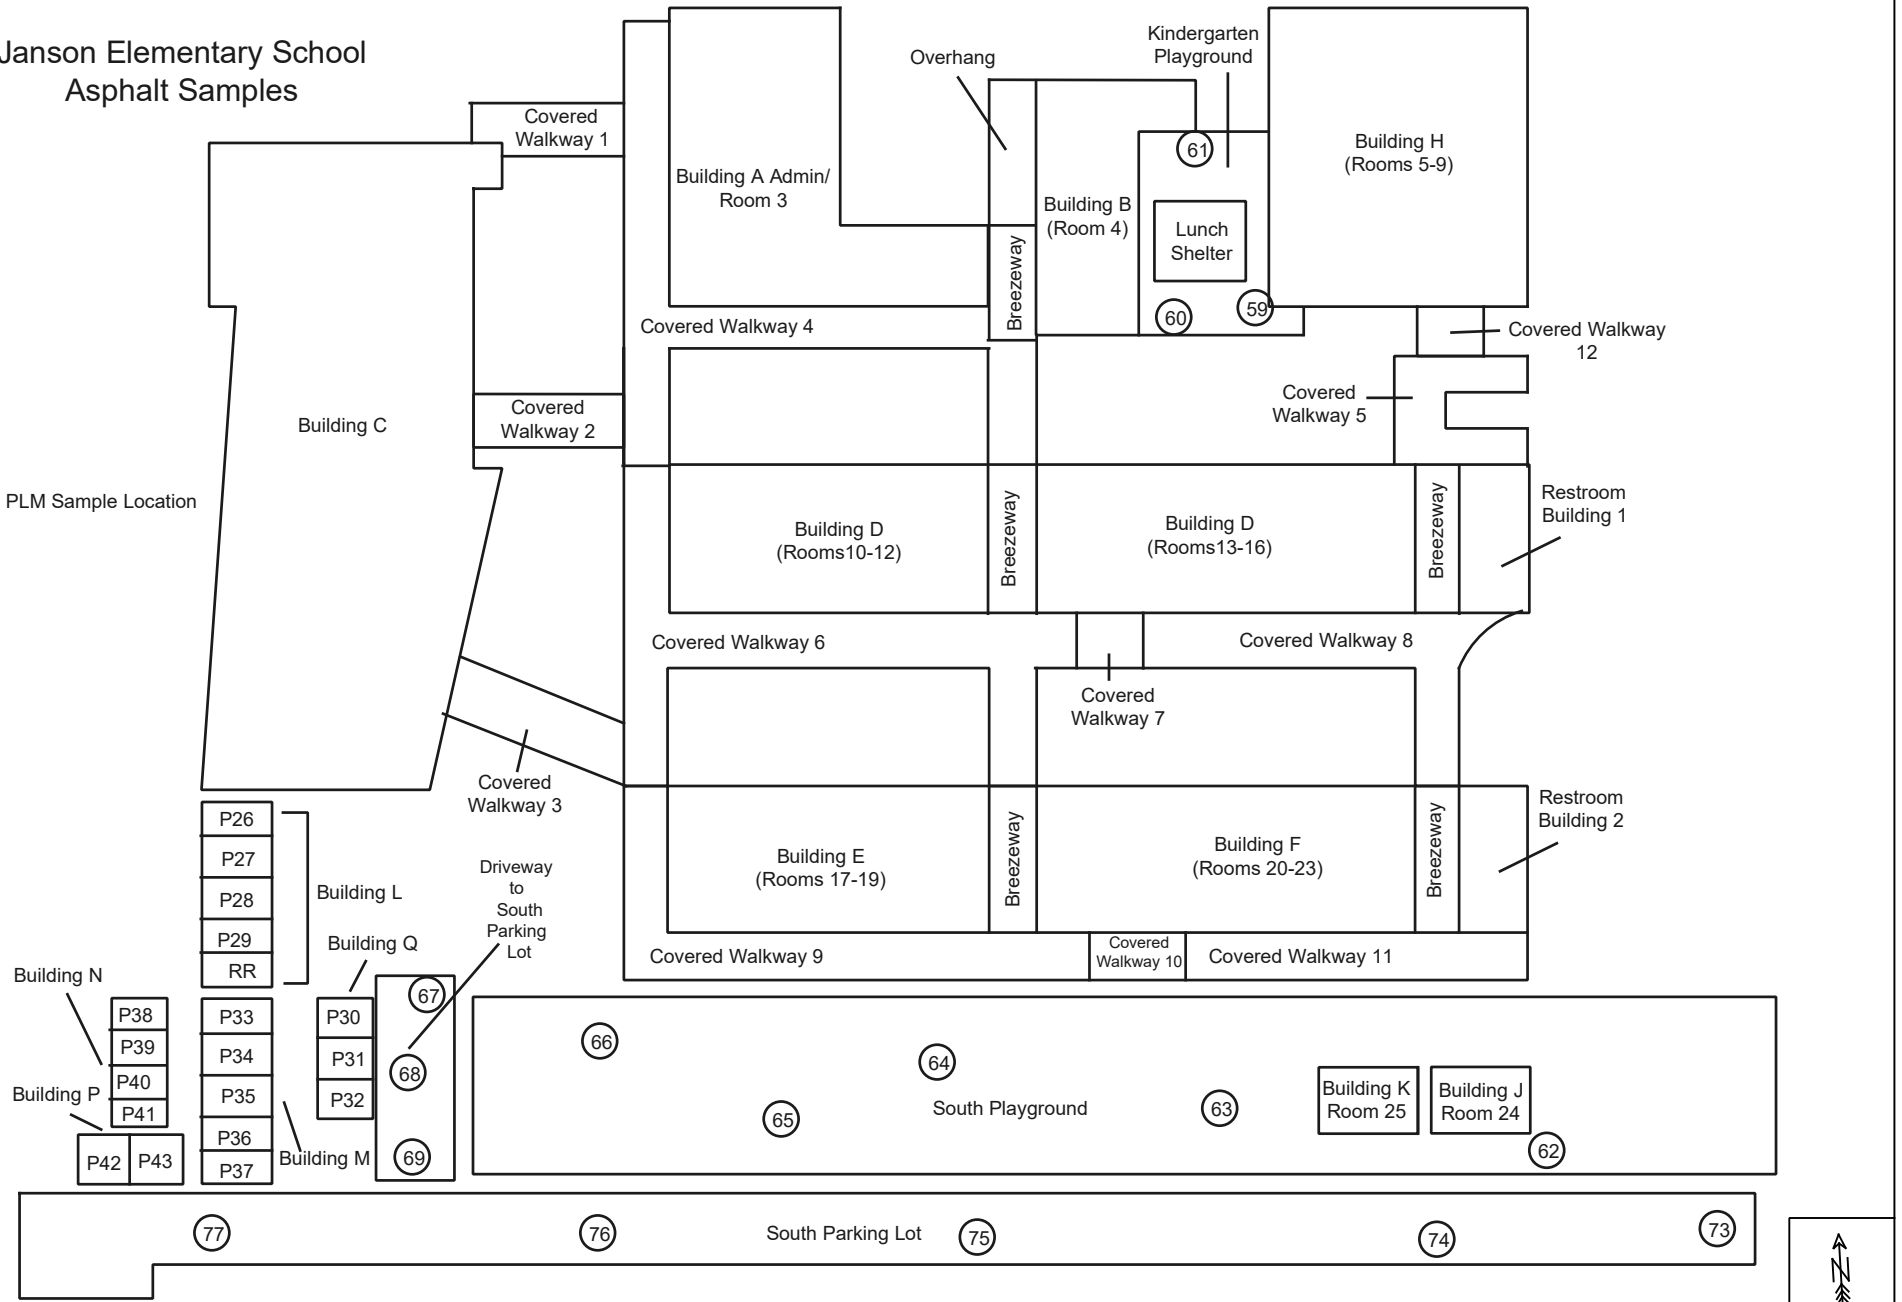 Janson Elementary School
Asphalt Samples
Covered
Walkway 1
Overhang
Kindergarten
Playground
Building A Admin/
Room 3
Building B
(Room 4)
61
Lunch
Shelter
Building H
(Rooms 5-9)
Breezeway
60
59
Covered Walkway 4
Covered Walkway
12
Covered
Walkway 5
Building C
Covered
Walkway 2
PLM Sample Location
Building D
(Rooms10-12)
Breezeway
Building D
(Rooms13-16)
Breezeway
Restroom
Building 1
Covered Walkway 6
Covered Walkway 8
Covered
Walkway 7
Covered
Walkway 3
Building E
(Rooms 17-19)
Breezeway
Building F
(Rooms 20-23)
Breezeway
Restroom
Building 2
P26
P27
P28
P29
RR
Building L
Driveway
to
South
Parking
Lot
Covered Walkway 9
Covered
Walkway 10
Covered Walkway 11
Building N
P38
P39
P40
P41
Building P
P42
P43
P33
P34
P35
P36
P37
Building M
Building Q
P30
P31
P32
67
68
69
66
65
64
South Playground
63
Building K
Room 25
Building J
Room 24
62
77
76
South Parking Lot
75
74
73
N